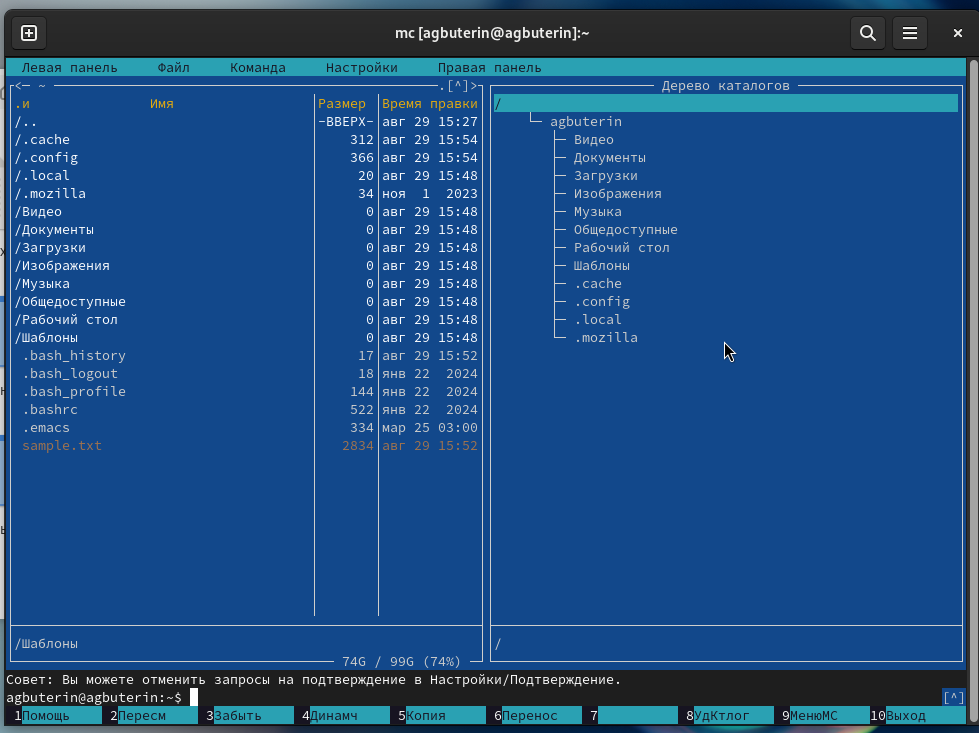 mc [agbuterin@agbuterin]:~
Левая панель Файл Команда Настройки Правая панель
<─ ~ .[^]>
.и Имя Размер Время правки
/.. -ВВЕРХ- авг 29 15:27
/.cache 312 авг 29 15:54
/.config 366 авг 29 15:54
/.local 20 авг 29 15:48
/.mozilla 34 ноя 1 2023
/Видео 0 авг 29 15:48
/Документы 0 авг 29 15:48
/Загрузки 0 авг 29 15:48
/Изображения 0 авг 29 15:48
/Музыка 0 авг 29 15:48
/Общедоступные 0 авг 29 15:48
/Рабочий стол 0 авг 29 15:48
/Шаблоны 0 авг 29 15:48
.bash_history 17 авг 29 15:52
.bash_logout 18 янв 22 2024
.bash_profile 144 янв 22 2024
.bashrc 522 янв 22 2024
.emacs 334 мар 25 03:00
sample.txt 2834 авг 29 15:52
/Шаблоны
74G / 99G (74%)
Дерево каталогов
/
agbuterin
Видео
Документы
Загрузки
Изображения
Музыка
Общедоступные
Рабочий стол
Шаблоны
.cache
.config
.local
.mozilla
/
Совет: Вы можете отменить запросы на подтверждение в Настройки/Подтверждение.
agbuterin@agbuterin:~$ [^]
1Помощь 2Пересм 3Забыть 4Динамч 5Копия 6Перенос 7 8УдКтлог 9МенюМС 10Выход